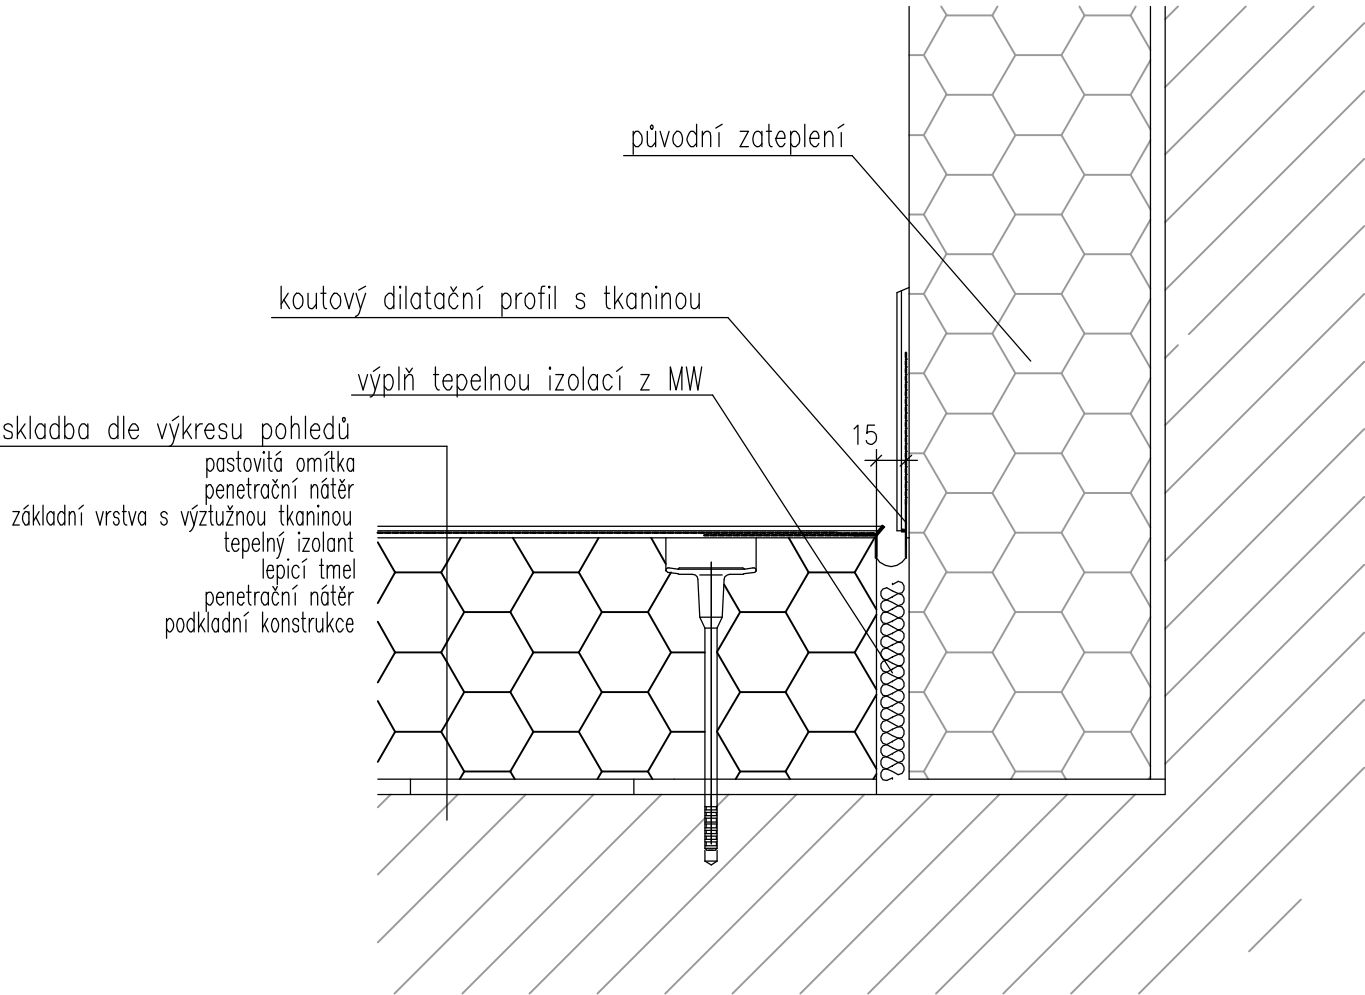 původní zateplení
koutový dilatační profil s tkaninou
výplň tepelnou izolací z MW
skladba dle výkresu pohledů
15
pastovitá omítka
penetrační nátěr
základní vrstva s výztužnou tkaninou
tepelný izolant
lepicí tmel
penetrační nátěr
podkladní konstrukce